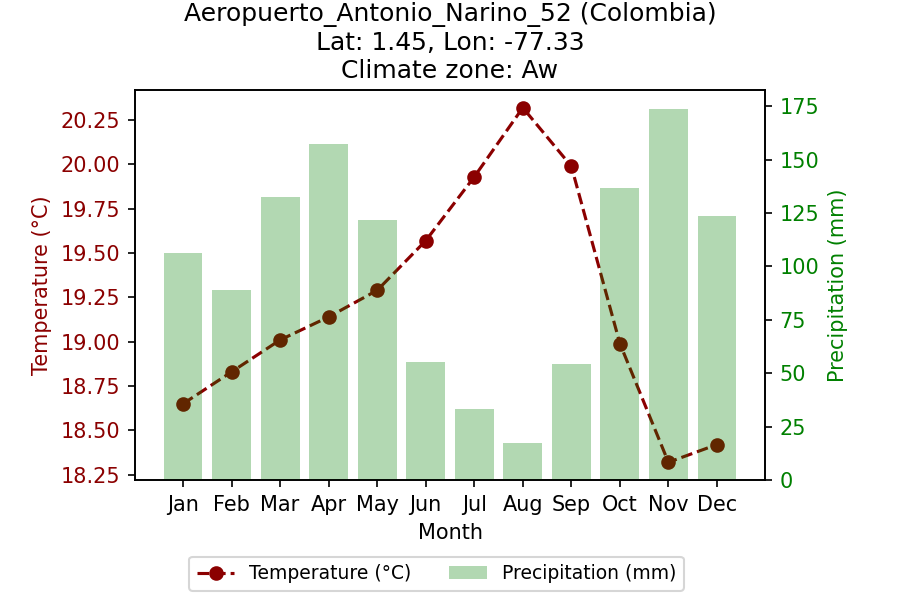 Aeropuerto_Antonio_Narino_52 (Colombia)
Lat: 1.45, Lon: -77.33
Climate zone: Aw
Temperature (°C)
20.25
20.00
19.75
19.50
19.25
19.00
18.75
18.50
18.25
Precipitation (mm)
175
150
125
100
75
50
25
0
Jan Feb Mar Apr May Jun Jul Aug Sep Oct Nov Dec
Month
Temperature (°C) Precipitation (mm)